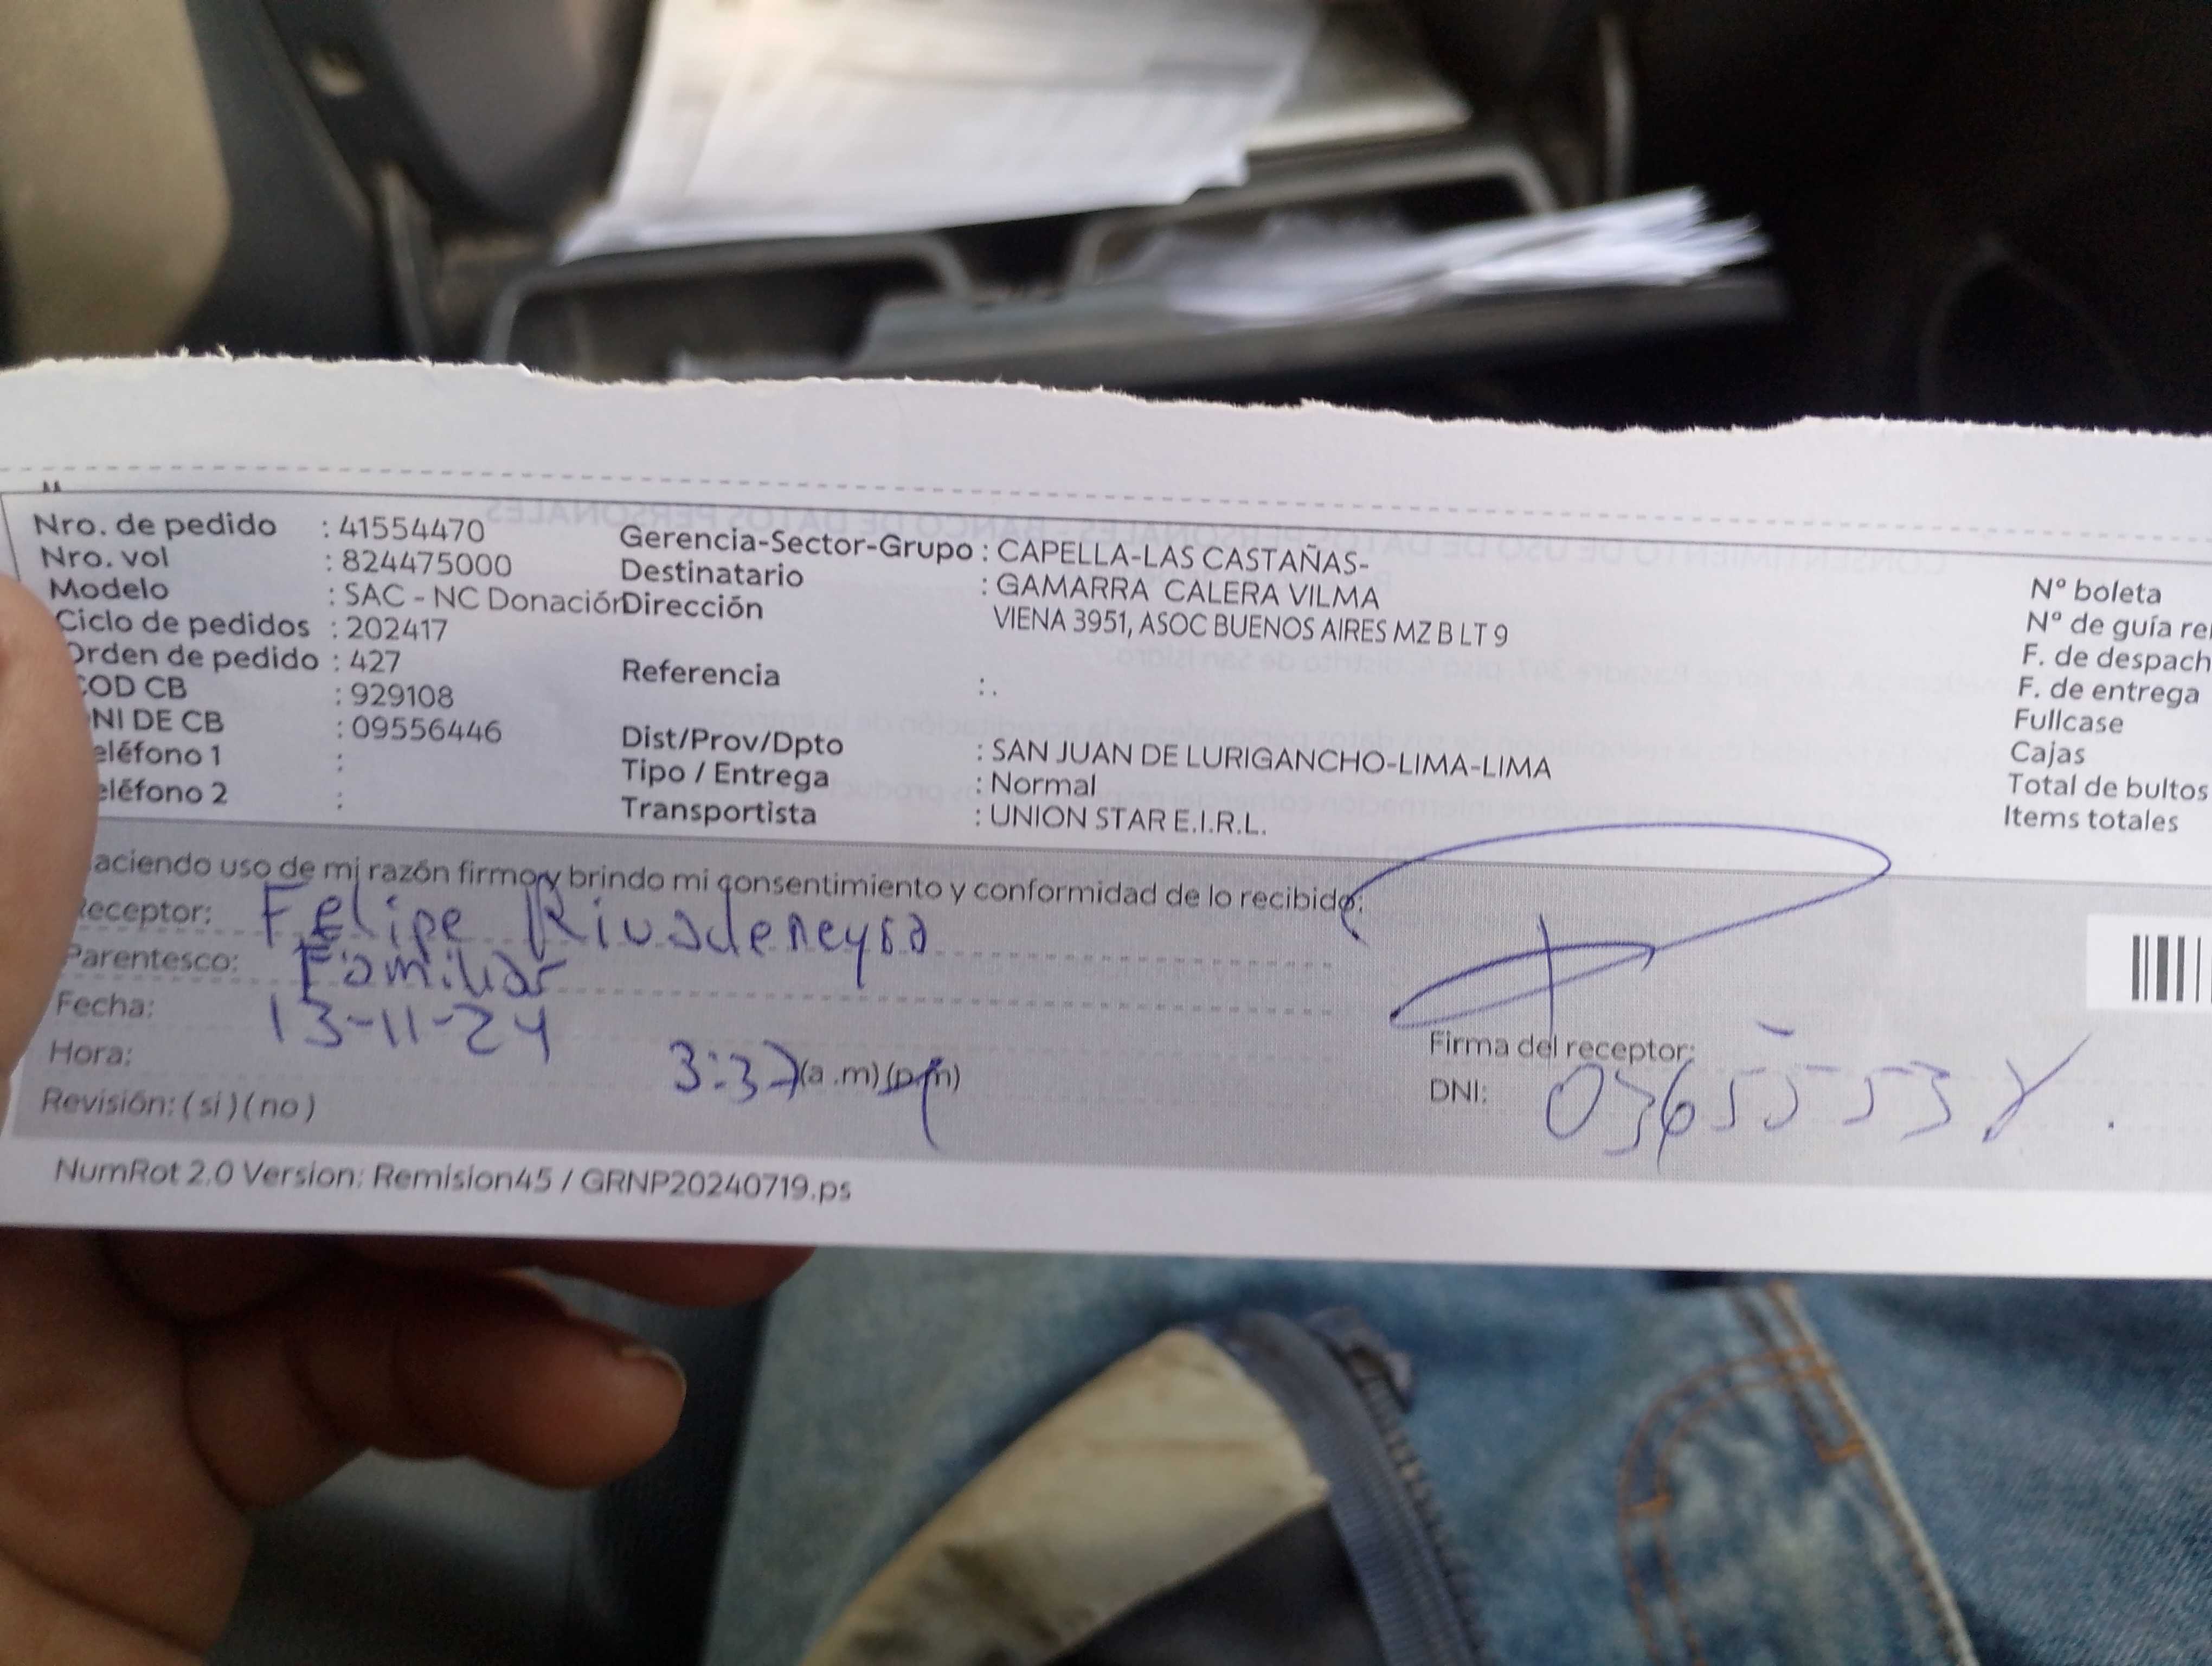 Nro. de pedido : 41554470
Nro. vol : 824475000
Modelo : SAC - NC Donación
Ciclo de pedidos : 202417
Orden de pedido : 427
COD CB : 929108
DNI DE CB : 09556446
eléfono 1 :
eléfono 2 :
Gerencia-Sector-Grupo : CAPELLA-LAS CASTAÑAS-
Destinatario : GAMARRA CALERA VILMA
Dirección VIENA 3951, ASOC BUENOS AIRES MZ B LT 9
Referencia : .
Dist/Prov/Dpto : SAN JUAN DE LURIGANCHO-LIMA-LIMA
Tipo / Entrega : Normal
Transportista : UNION STAR E.I.R.L.
N° boleta
N° de guía re
F. de despach
F. de entrega
Fullcase
Cajas
Total de bultos
Items totales
aciendo uso de mi razón firmo y brindo mi consentimiento y conformidad de lo recibido:
Receptor: Felipe Rivadeneyra
Parentesco: Familiar
Fecha: 13-11-24
Hora: 3:37 (a.m) (p.m)
Revisión: ( si ) ( no )
Firma del receptor:
DNI:
NumRot 2.0 Version: Remision45 / GRNP20240719.ps